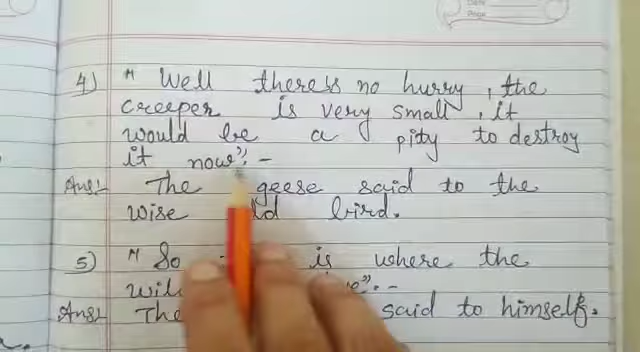 4) " Well there's no hurry, the
creeper is very small, it
would be a pity to destroy
it now". -
Ans: The geese said to the
wise bird.
5) " So is where the
-
Ans: The said to himself.